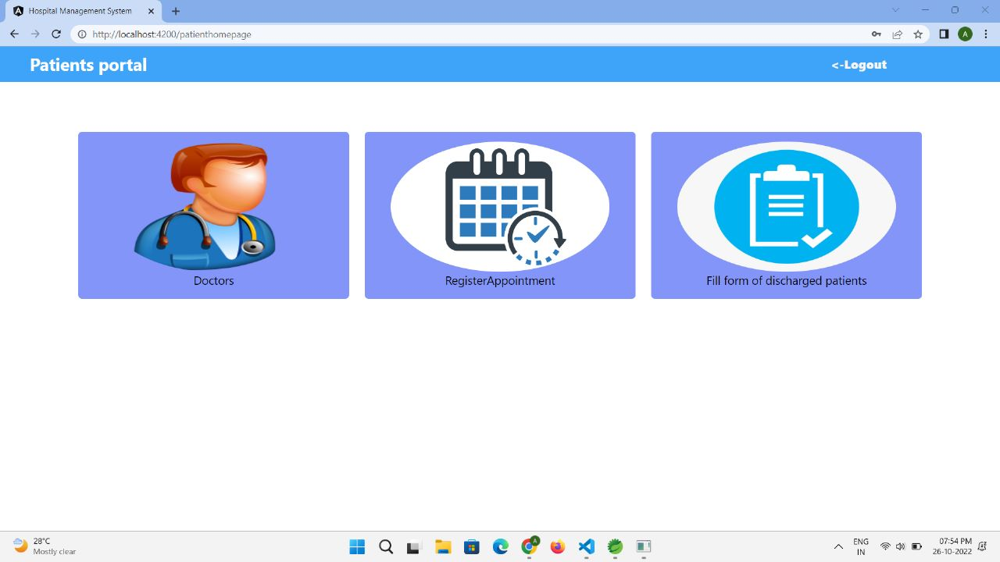 Hospital Management System
http://localhost:4200/patienthomepage
A
Patients portal
<-Logout
Doctors
RegisterAppointment
Fill form of discharged patients
28°C
Mostly clear
A
ENG
IN
07:54 PM
26-10-2022